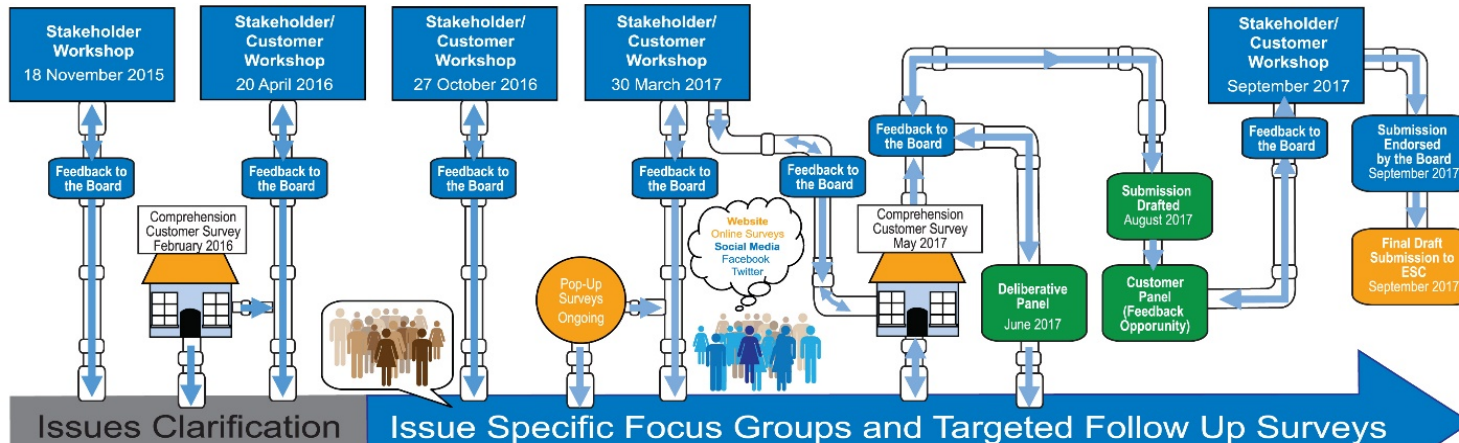 Stakeholder
Workshop
18 November 2015
Stakeholder/
Customer
Workshop
20 April 2016
Stakeholder/
Customer
Workshop
27 October 2016
Stakeholder/
Customer
Workshop
30 March 2017
Stakeholder/
Customer
Workshop
September 2017
Feedback to
the Board
Feedback to
the Board
Feedback to
the Board
Feedback to
the Board
Feedback to
the Board
Feedback to
the Board
Feedback to
the Board
Submission
Endorsed
by the Board
September 2017
Comprehension
Customer Survey
February 2016
Pop-Up
Surveys
Ongoing
Website
Online Surveys
Social Media
Facebook
Twitter
Comprehension
Customer Survey
May 2017
Deliberative
Panel
June 2017
Submission
Drafted
August 2017
Customer
Panel
(Feedback
Opporunity)
Final Draft
Submission to
ESC
September 2017
Issues Clarification
Issue Specific Focus Groups and Targeted Follow Up Surveys